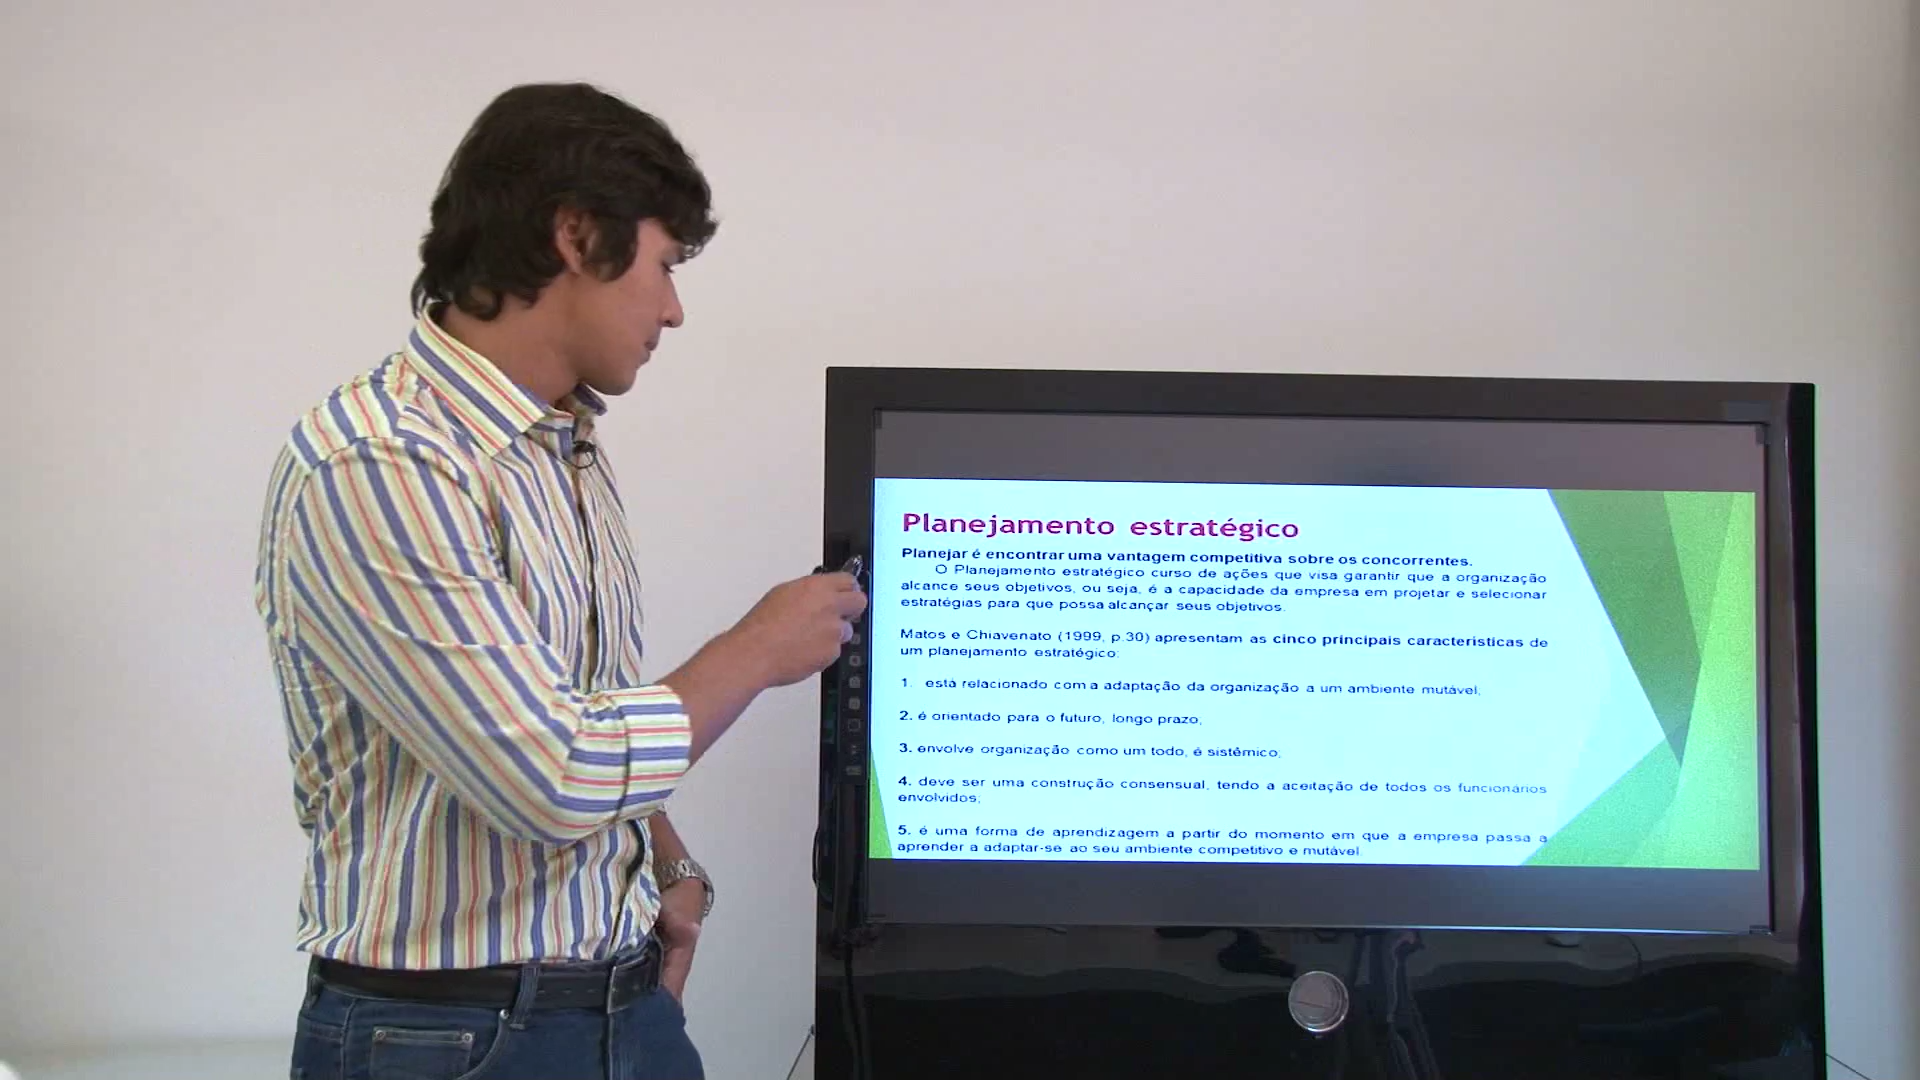 Planejamento estratégico
Planejar é encontrar uma vantagem competitiva sobre os concorrentes.
O Planejamento estratégico curso de ações que visa garantir que a organização
alcance seus objetivos, ou seja, é a capacidade da empresa em projetar e selecionar
estratégias para que possa alcançar seus objetivos.
Matos e Chiavenato (1999, p.30) apresentam as cinco principais características de
um planejamento estratégico:
1. está relacionado com a adaptação da organização a um ambiente mutável;
2. é orientado para o futuro, longo prazo;
3. envolve organização como um todo, é sistêmico;
4. deve ser uma construção consensual, tendo a aceitação de todos os funcionários
envolvidos;
5. é uma forma de aprendizagem a partir do momento em que a empresa passa a
aprender a adaptar-se ao seu ambiente competitivo e mutável.